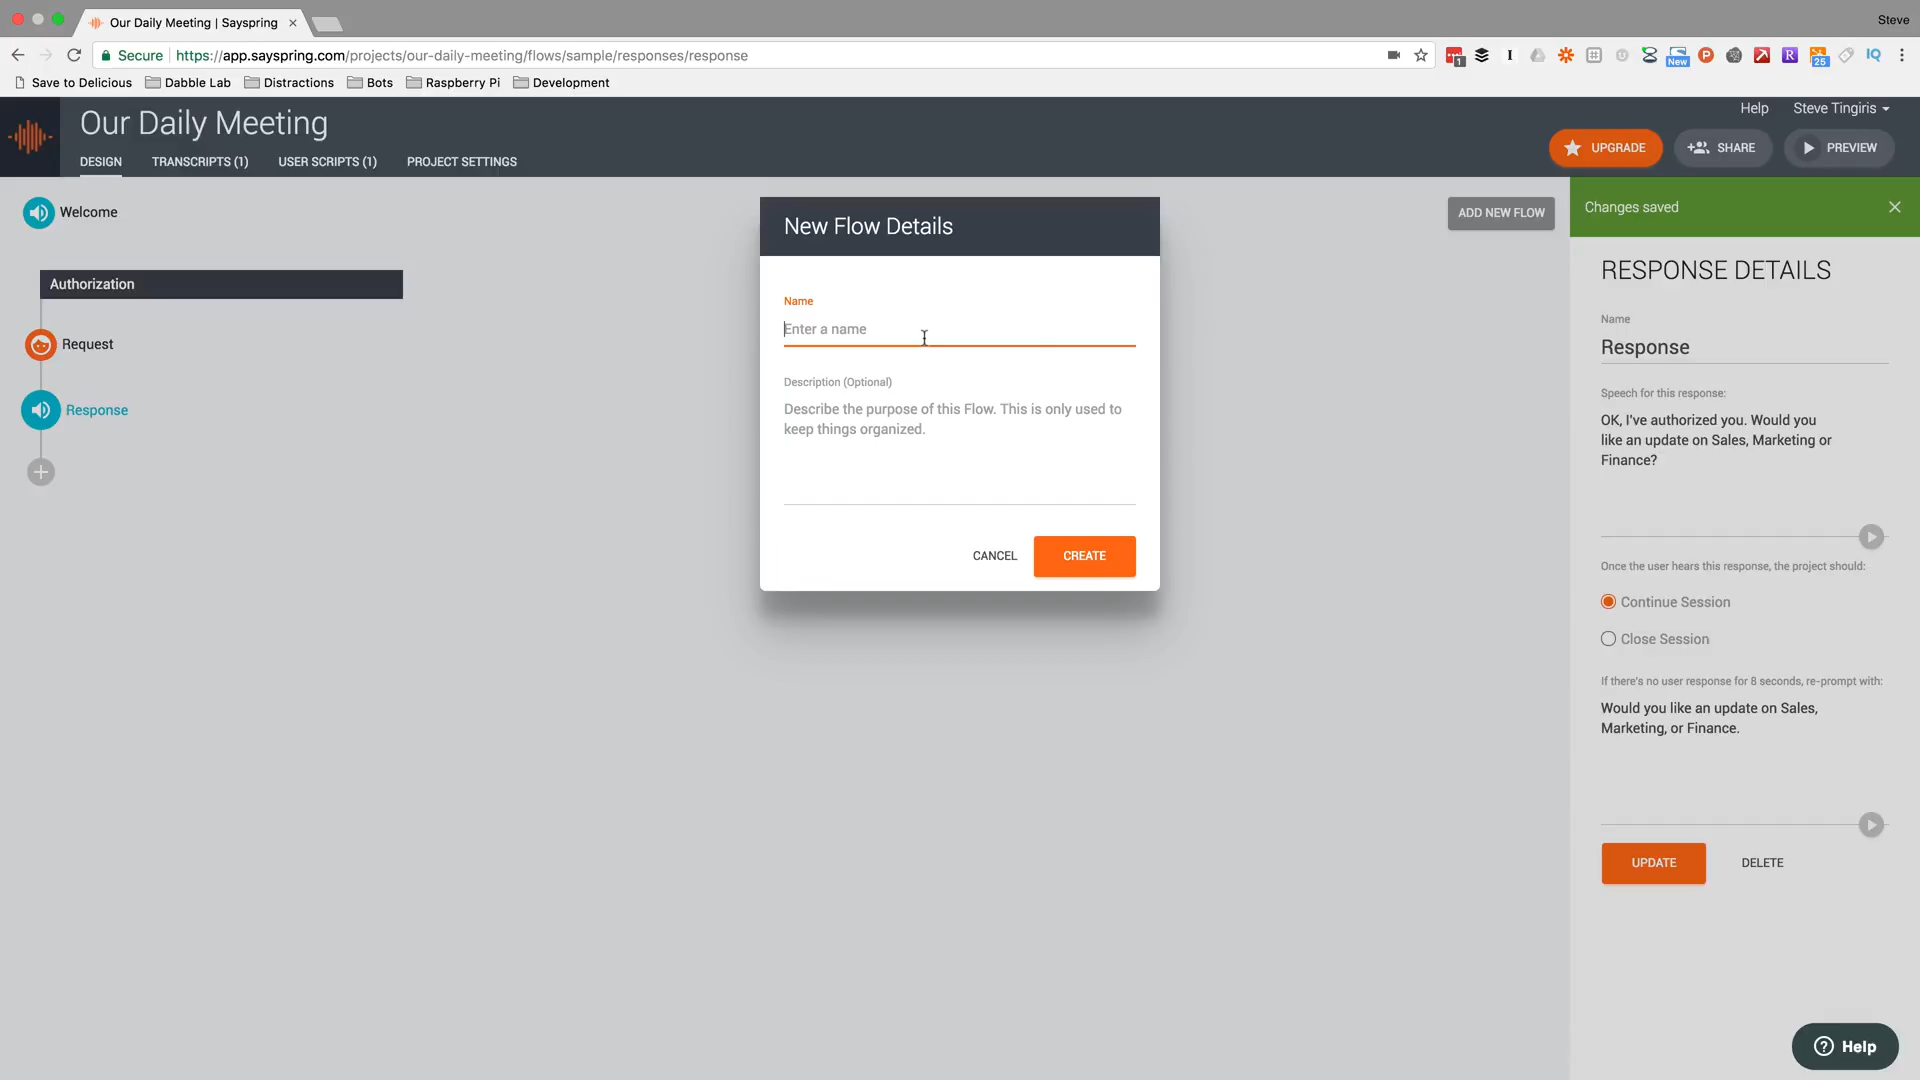 Our Daily Meeting | Sayspring
Steve
Secure
https://app.sayspring.com/projects/our-daily-meeting/flows/sample/responses/response
1
New
25
IQ
Save to Delicious
Dabble Lab
Distractions
Bots
Raspberry Pi
Development
Our Daily Meeting
Help
Steve Tingiris
DESIGN
TRANSCRIPTS (1)
USER SCRIPTS (1)
PROJECT SETTINGS
UPGRADE
SHARE
PREVIEW
Welcome
ADD NEW FLOW
Authorization
Request
Response
New Flow Details
Name
Enter a name
Description (Optional)
Describe the purpose of this Flow. This is only used to
keep things organized.
CANCEL
CREATE
Changes saved
RESPONSE DETAILS
Name
Response
Speech for this response:
OK, I've authorized you. Would you
like an update on Sales, Marketing or
Finance?
Once the user hears this response, the project should:
Continue Session
Close Session
If there's no user response for 8 seconds, re-prompt with:
Would you like an update on Sales,
Marketing, or Finance.
UPDATE
DELETE
Help